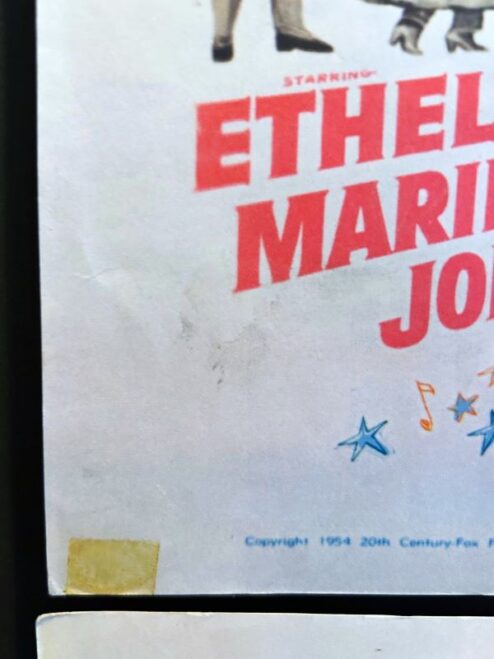 STARRING
ETHEL
MARI
JO
Copyright 1954 20th Century-Fox F